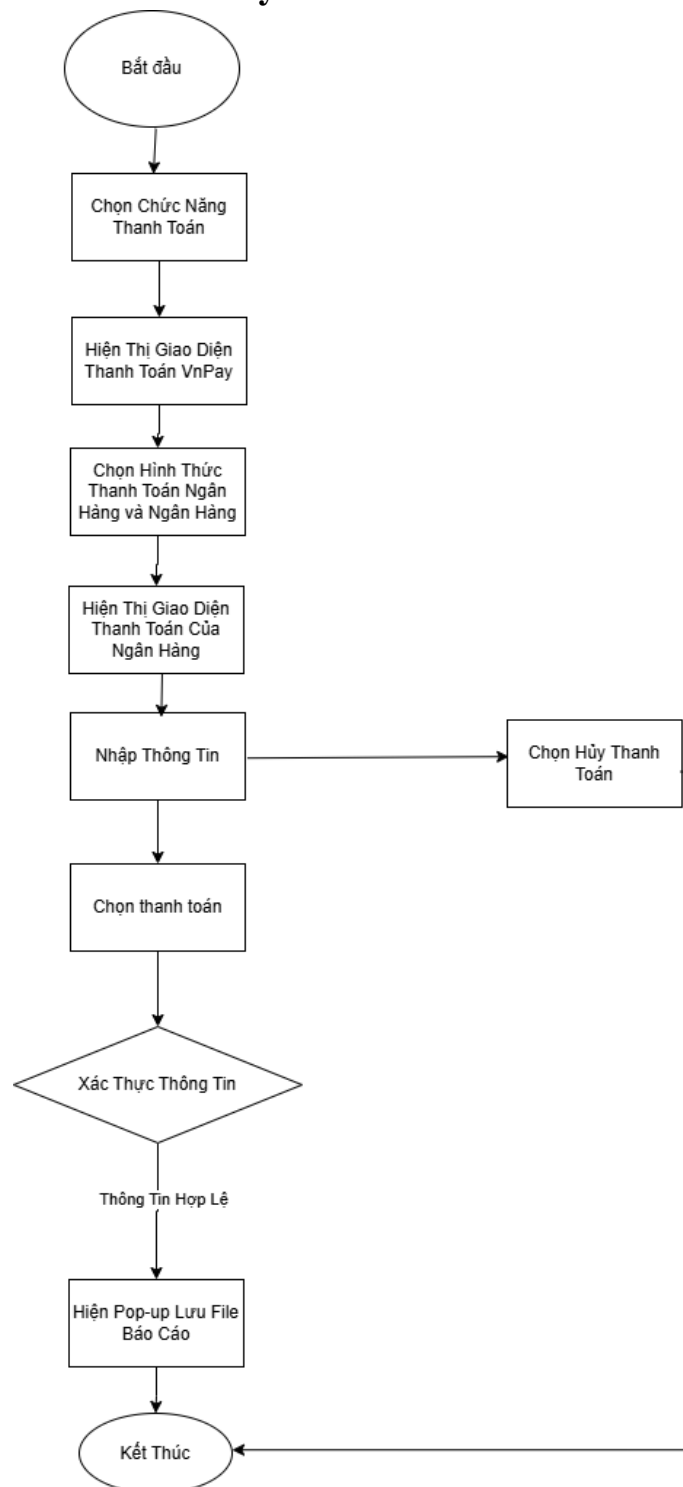 Bắt đầu
Chọn Chức Năng
Thanh Toán
Hiện Thị Giao Diện
Thanh Toán VnPay
Chọn Hình Thức
Thanh Toán Ngân
Hàng và Ngân Hàng
Hiện Thị Giao Diện
Thanh Toán Của
Ngân Hàng
Nhập Thông Tin
Chọn Hủy Thanh
Toán
Chọn thanh toán
Xác Thực Thông Tin
Thông Tin Hợp Lệ
Hiện Pop-up Lưu File
Báo Cáo
Kết Thúc